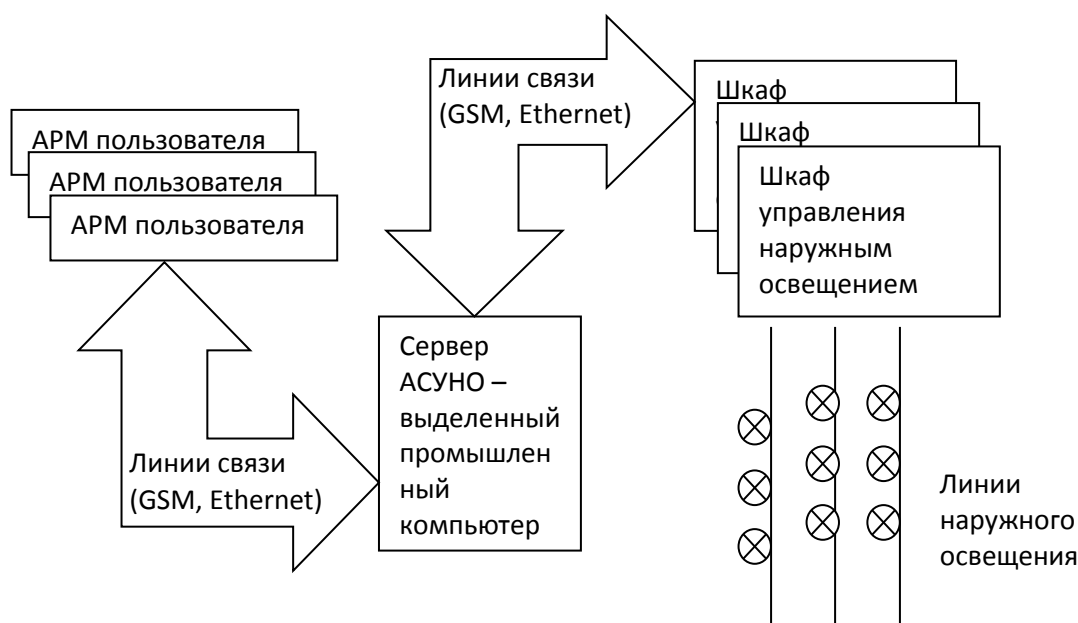 Линии связи
(GSM, Ethernet)
Шкаф
Шкаф
Шкаф
управления
наружным
освещением
АРМ пользователя
АРМ пользователя
АРМ пользователя
Сервер
АСУНО –
выделенный
промышлен
ный
компьютер
Линии связи
(GSM, Ethernet)
Линии
наружного
освещения